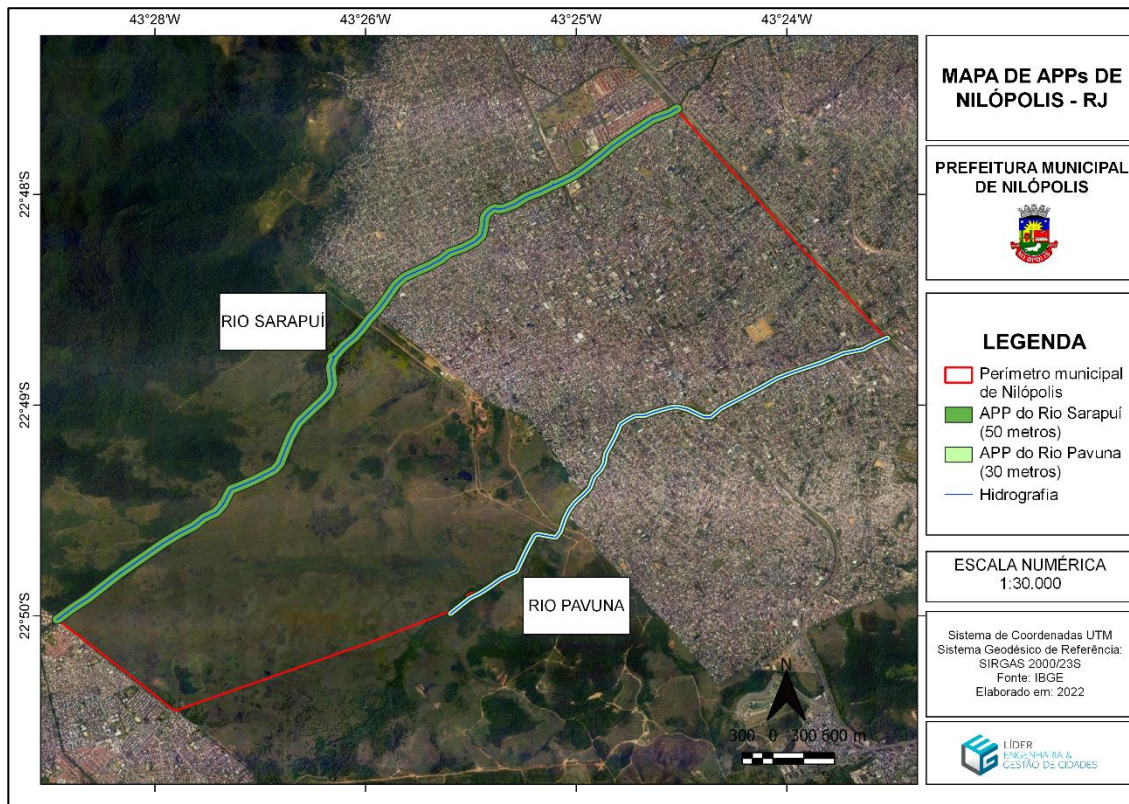 43°28'W 43°26'W 43°25'W 43°24'W
22°48'S
22°49'S
22°50'S
RIO SARAPUÍ
RIO PAVUNA
N
300 0 300 600 m
MAPA DE APPs DE
NILÓPOLIS - RJ
PREFEITURA MUNICIPAL
DE NILÓPOLIS
NILÓPOLIS
LEGENDA
Perímetro municipal
de Nilópolis
APP do Rio Sarapuí
(50 metros)
APP do Rio Pavuna
(30 metros)
Hidrografia
ESCALA NUMÉRICA
1:30.000
Sistema de Coordenadas UTM
Sistema Geodésico de Referência:
SIRGAS 2000/23S
Fonte: IBGE
Elaborado em: 2022
LÍDER
ENGENHARIA &
GESTÃO DE CIDADES